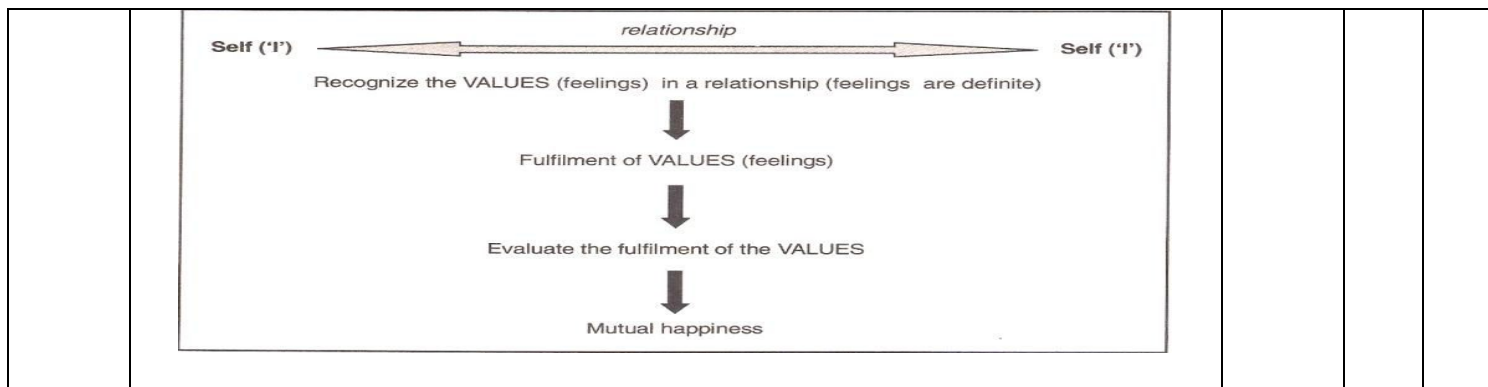 relationship
Self (‘I’) Self (‘I’)
Recognize the VALUES (feelings) in a relationship (feelings are definite)
Fulfilment of VALUES (feelings)
Evaluate the fulfilment of the VALUES
Mutual happiness